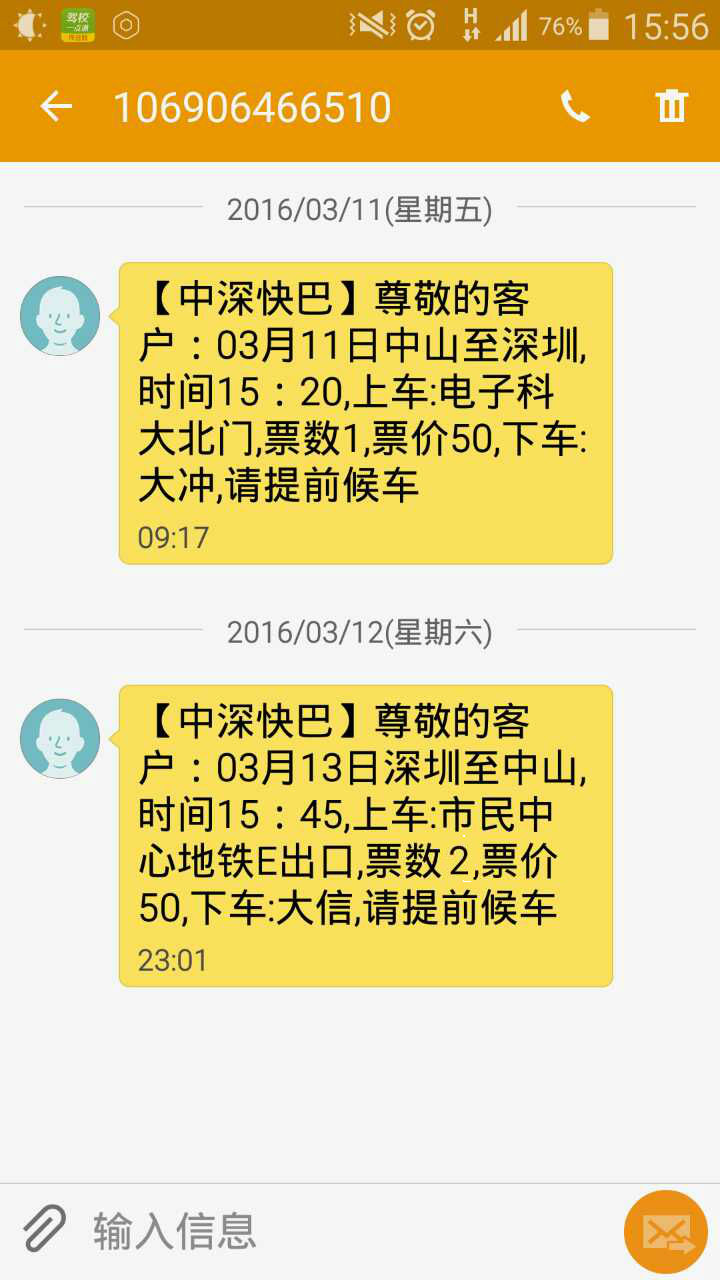 驾校
一点通
76%
15:56
106906466510
2016/03/11(星期五)
【中深快巴】尊敬的客
户：03月11日中山至深圳,
时间15：20,上车:电子科
大北门,票数1,票价50,下车:
大冲,请提前候车
09:17
2016/03/12(星期六)
【中深快巴】尊敬的客
户：03月13日深圳至中山,
时间15：45,上车:市民中
心地铁E出口,票数２,票价
50,下车:大信,请提前候车
23:01
输入信息